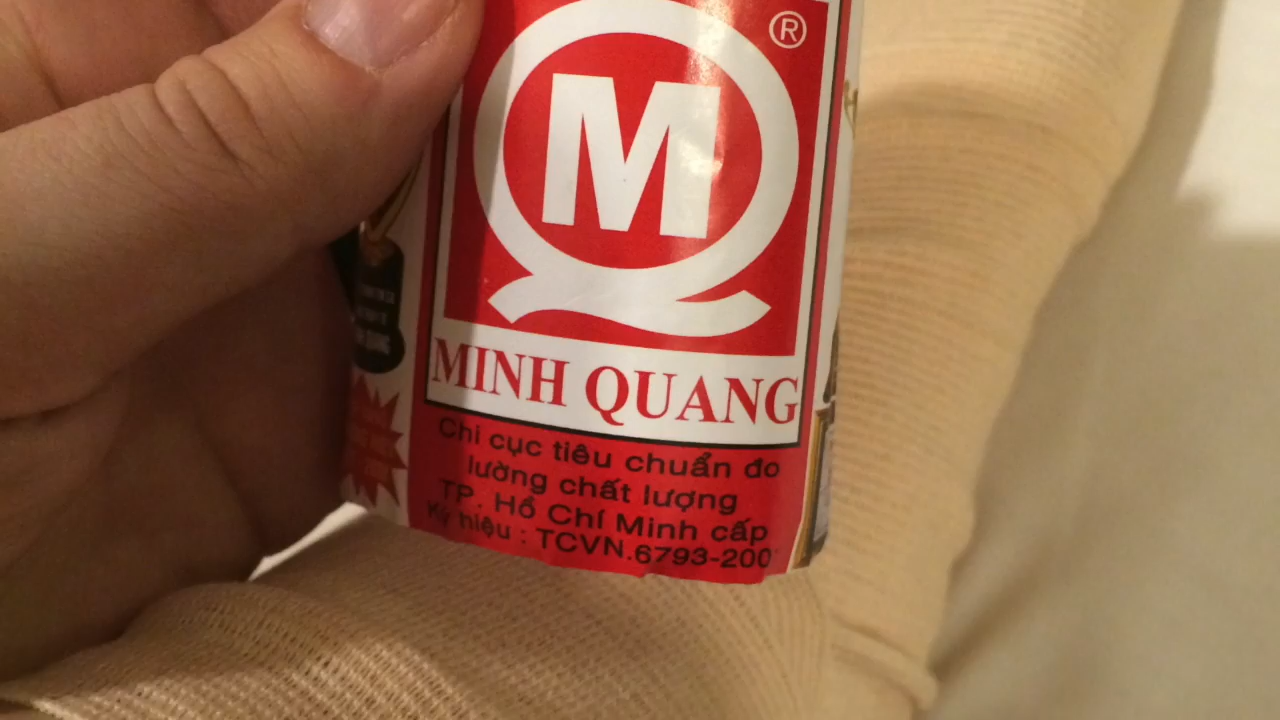 ®
MQ
MINH QUANG
Chi cục tiêu chuẩn đo
lường chất lượng
TP. Hồ Chí Minh cấp
Ký hiệu : TCVN.6793-200